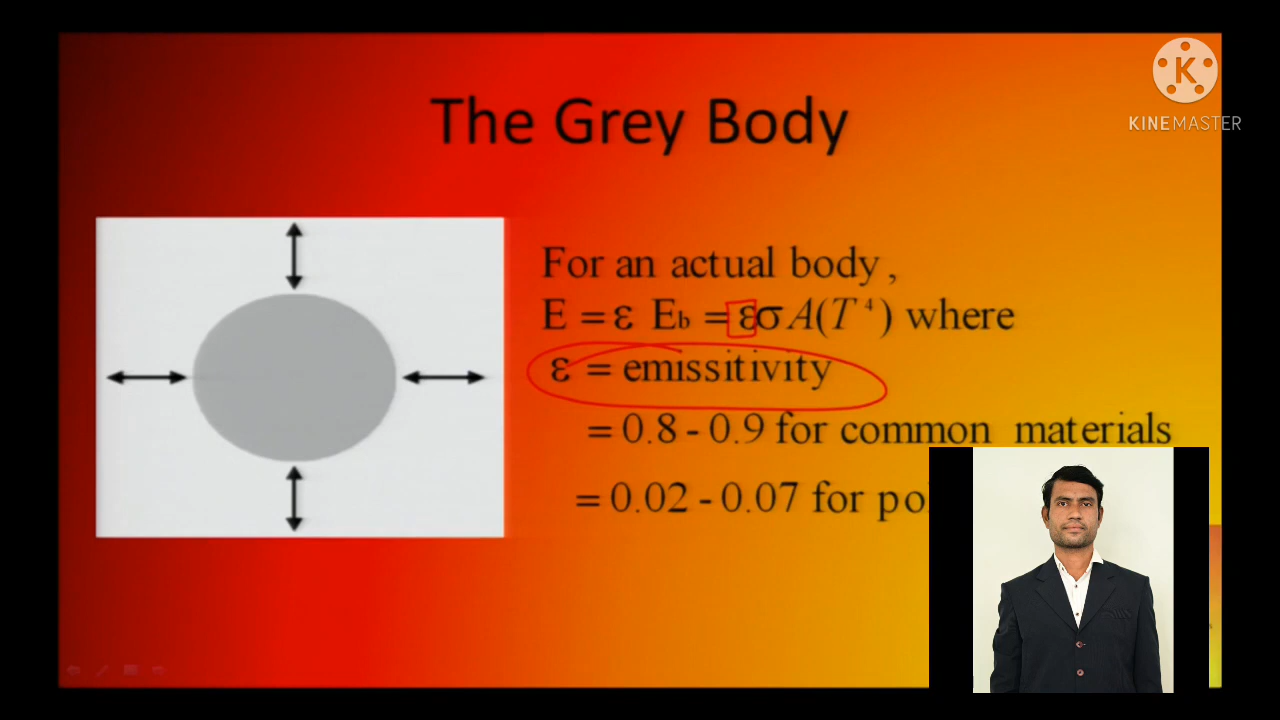 The Grey Body
K
KINEMASTER
For an actual body,
E = ε Eb = εσA(T⁴) where
ε = emissitivity
= 0.8 - 0.9 for common materials
= 0.02 - 0.07 for